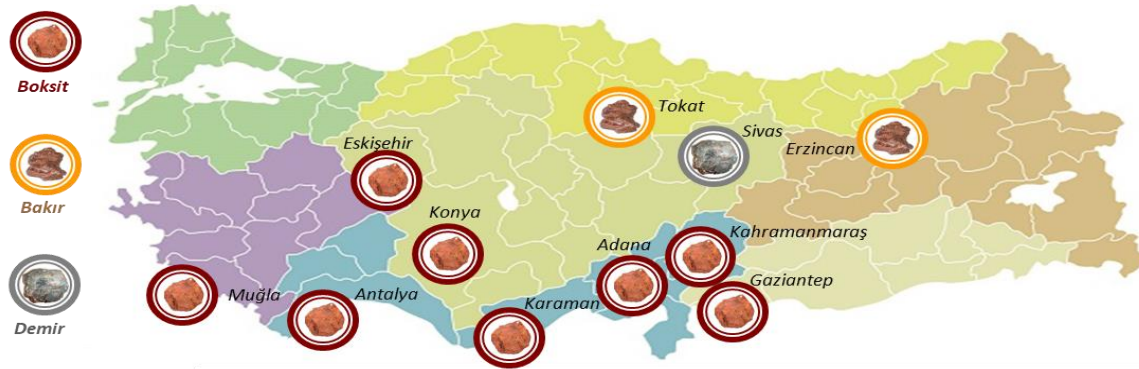 Boksit
Bakır
Demir
Tokat
Sivas
Erzincan
Eskişehir
Konya
Kahramanmaraş
Adana
Gaziantep
Muğla
Antalya
Karaman